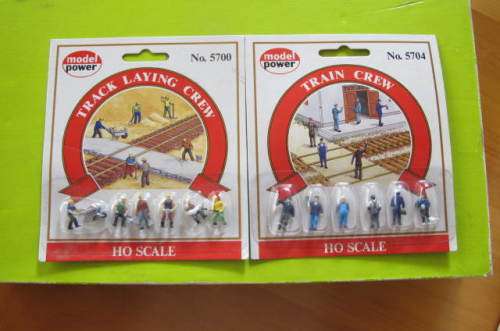 model
power
No. 5700
TRACK LAYING CREW
HO SCALE
model
power
No. 5704
TRAIN CREW
HO SCALE